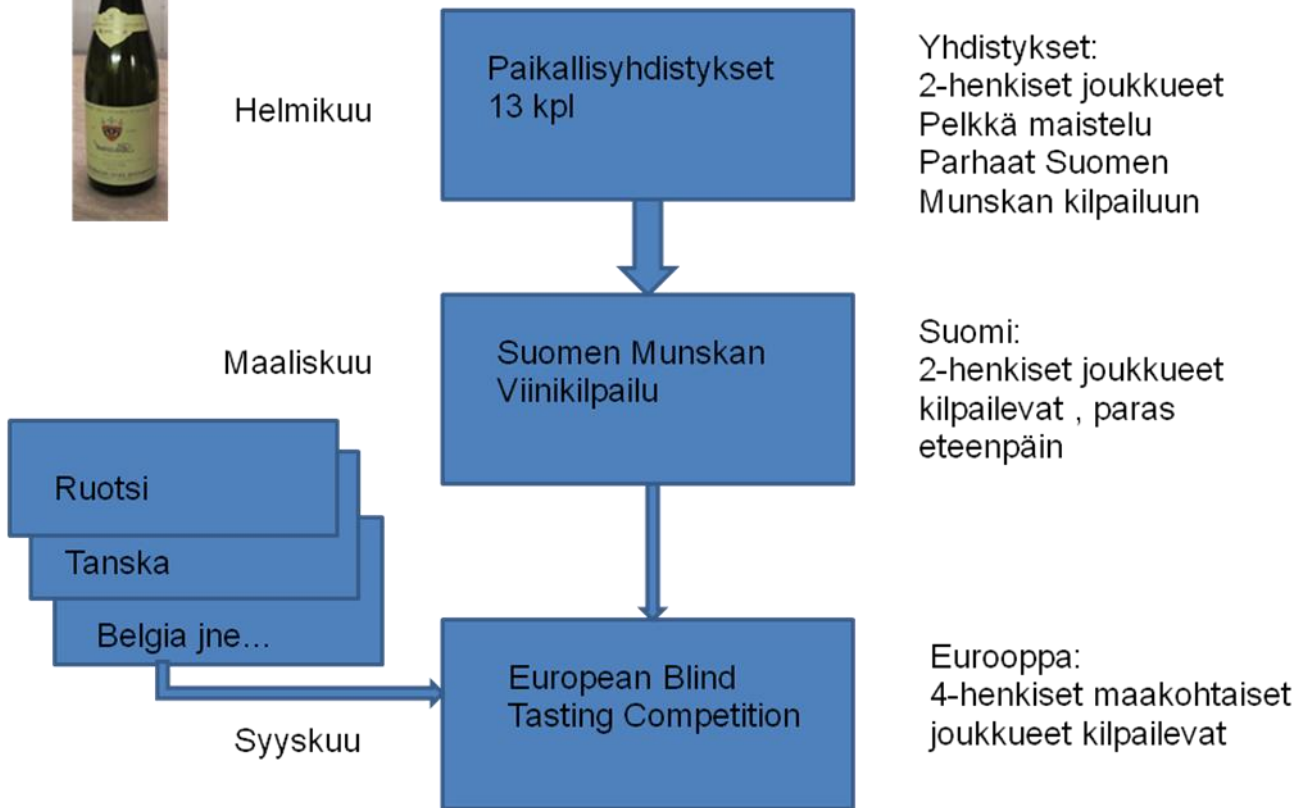 Helmikuu
Paikallisyhdistykset
13 kpl
Yhdistykset:
2-henkiset joukkueet
Pelkkä maistelu
Parhaat Suomen
Munskan kilpailuun
Maaliskuu
Suomen Munskan
Viinikilpailu
Suomi:
2-henkiset joukkueet
kilpailevat , paras
eteenpäin
Ruotsi
Tanska
Belgia jne...
Syyskuu
European Blind
Tasting Competition
Eurooppa:
4-henkiset maakohtaiset
joukkueet kilpailevat